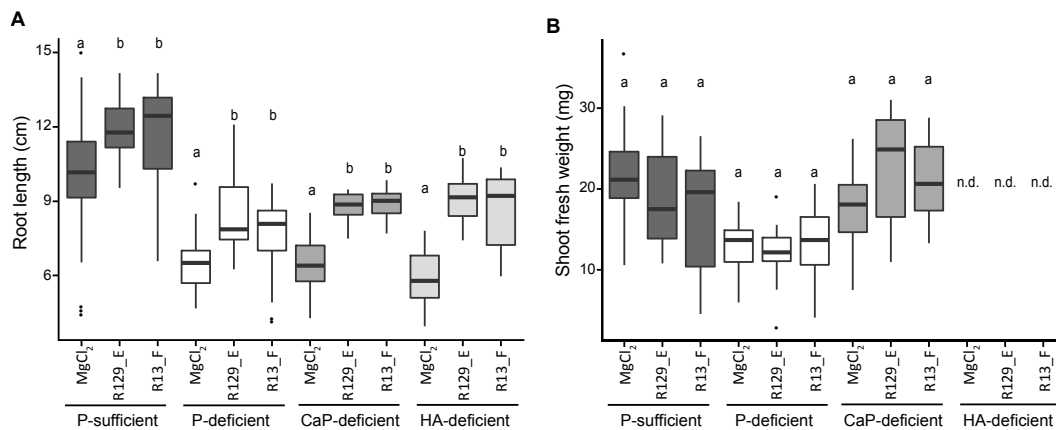 A
Root length (cm)
15
12
9
6
a b b
a b b
a b b
a b b
MgCl₂ R129_E R13_F MgCl₂ R129_E R13_F MgCl₂ R129_E R13_F MgCl₂ R129_E R13_F
P-sufficient P-deficient CaP-deficient HA-deficient
B
Shoot fresh weight (mg)
30
20
10
a a a
a a a
a a a
n.d. n.d. n.d.
MgCl₂ R129_E R13_F MgCl₂ R129_E R13_F MgCl₂ R129_E R13_F MgCl₂ R129_E R13_F
P-sufficient P-deficient CaP-deficient HA-deficient